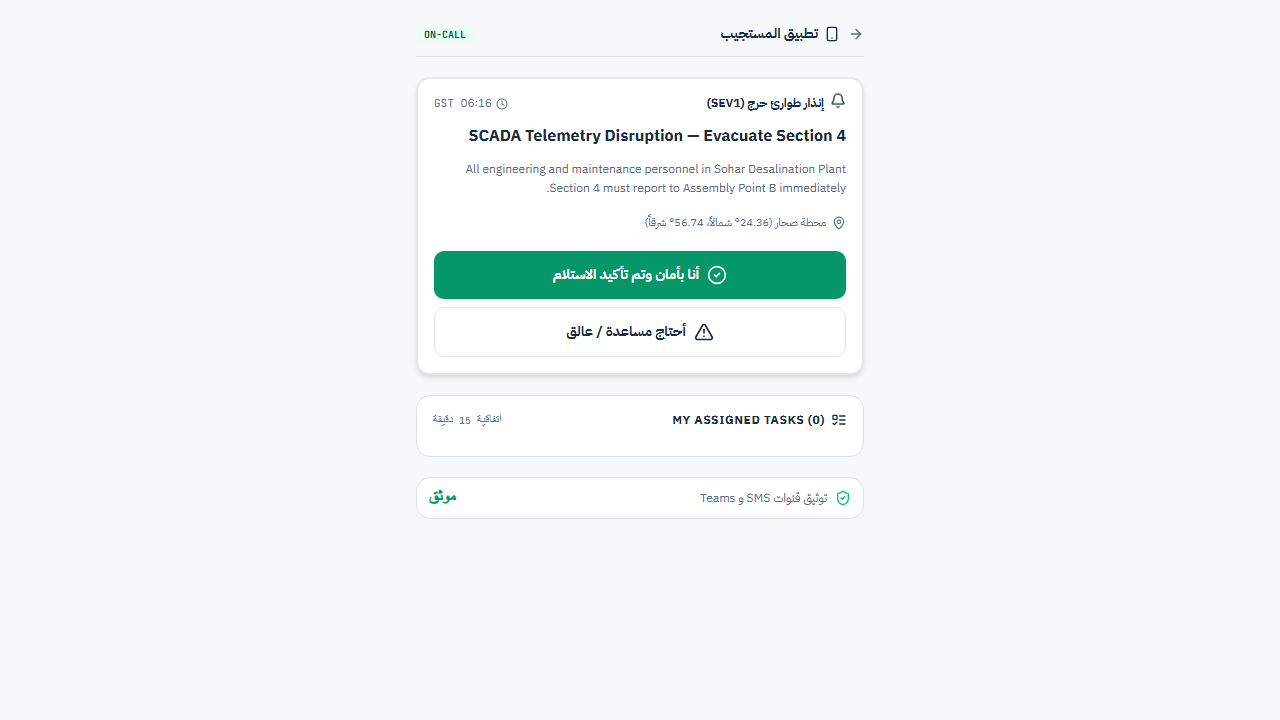 تطبيق المستجيب
ON-CALL
إنذار طوارئ حرج (SEV1)
06:16 GST
SCADA Telemetry Disruption — Evacuate Section 4
All engineering and maintenance personnel in Sohar Desalination Plant
.Section 4 must report to Assembly Point B immediately
محطة صحار (24.36° شمالاً، 56.74° شرقاً)
أنا بأمان وتم تأكيد الاستلام
أحتاج مساعدة / عالق
MY ASSIGNED TASKS (0)
اتفاقية 15 دقيقة
توثيق قنوات SMS و Teams
موثق